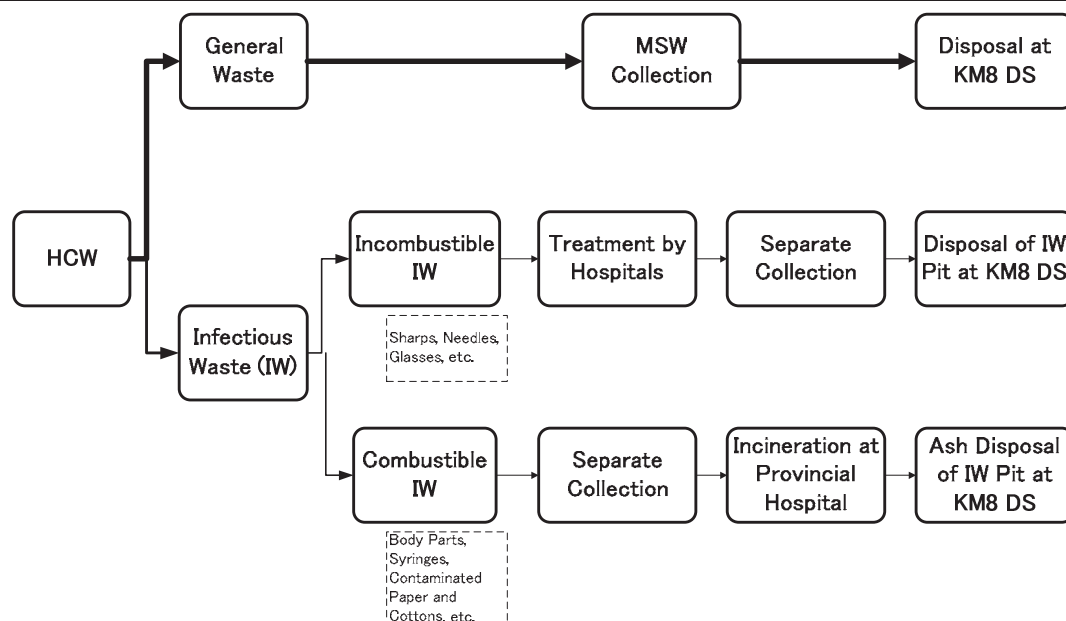 General
Waste
MSW
Collection
Disposal at
KM8 DS
HCW
Incombustible
IW
Treatment by
Hospitals
Separate
Collection
Disposal of IW
Pit at KM8 DS
Sharps, Needles,
Glasses, etc.
Infectious
Waste (IW)
Combustible
IW
Separate
Collection
Incineration at
Provincial
Hospital
Ash Disposal
of IW Pit at
KM8 DS
Body Parts,
Syringes,
Contaminated
Paper and
Cottons, etc.